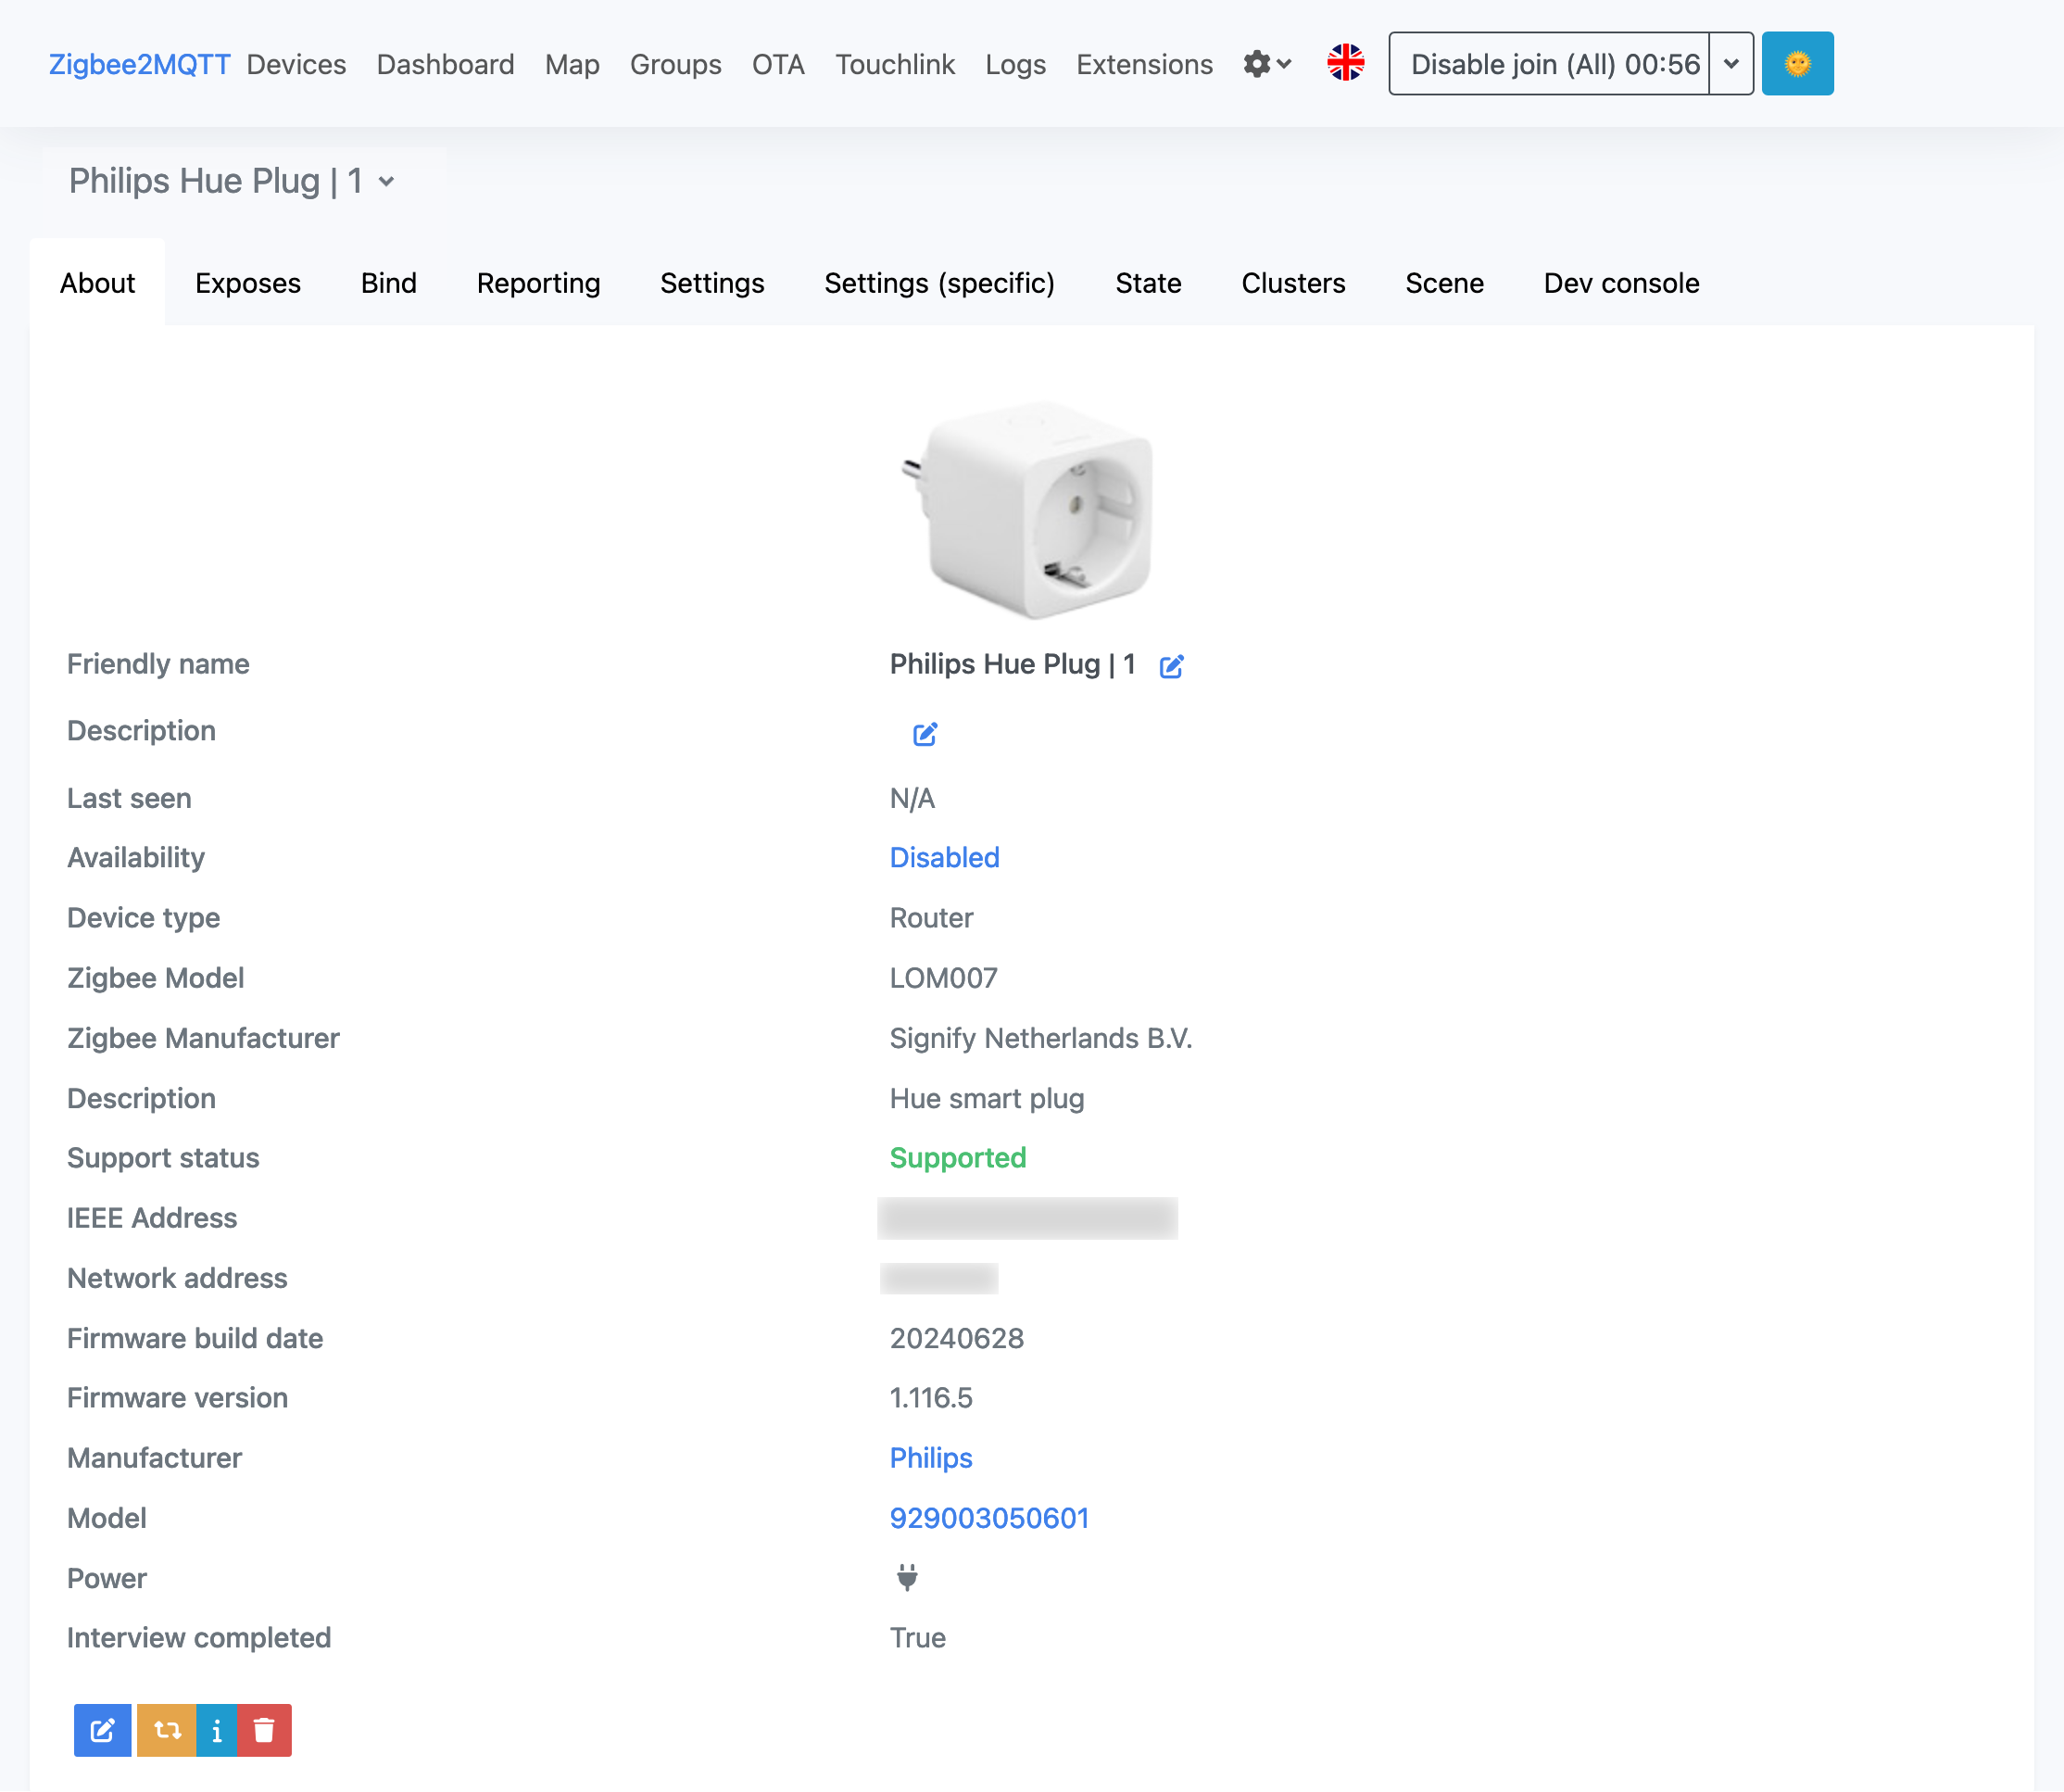 Zigbee2MQTT Devices Dashboard Map Groups OTA Touchlink Logs Extensions Disable join (All) 00:56
Philips Hue Plug | 1
About Exposes Bind Reporting Settings Settings (specific) State Clusters Scene Dev console
Friendly name Philips Hue Plug | 1
Description
Last seen N/A
Availability Disabled
Device type Router
Zigbee Model LOM007
Zigbee Manufacturer Signify Netherlands B.V.
Description Hue smart plug
Support status Supported
IEEE Address
Network address
Firmware build date 20240628
Firmware version 1.116.5
Manufacturer Philips
Model 929003050601
Power
Interview completed True